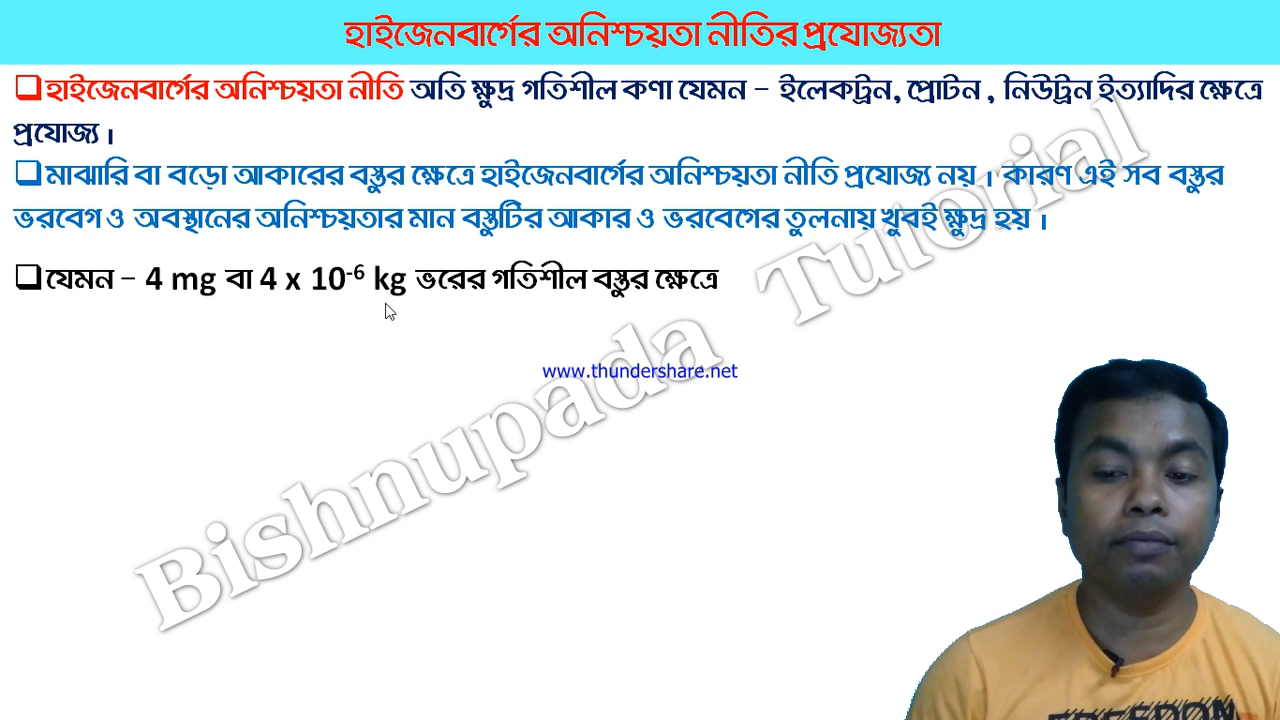 হাইজেনবার্গের অনিশ্চয়তা নীতির প্রযোজ্যতা
❑হাইজেনবার্গের অনিশ্চয়তা নীতি অতি ক্ষুদ্র গতিশীল কণা যেমন – ইলেকট্রন, প্রোটন , নিউট্রন ইত্যাদির ক্ষেত্রে
প্রযোজ্য ।
❑মাঝারি বা বড়ো আকারের বস্তুর ক্ষেত্রে হাইজেনবার্গের অনিশ্চয়তা নীতি প্রযোজ্য নয় । কারণ এই সব বস্তুর
ভরবেগ ও অবস্থানের অনিশ্চয়তার মান বস্তুটির আকার ও ভরবেগের তুলনায় খুবই ক্ষুদ্র হয় ।
❑যেমন – 4 mg বা 4 x 10⁻⁶ kg ভরের গতিশীল বস্তুর ক্ষেত্রে
www.thundershare.net
Bishnupada Tutorial